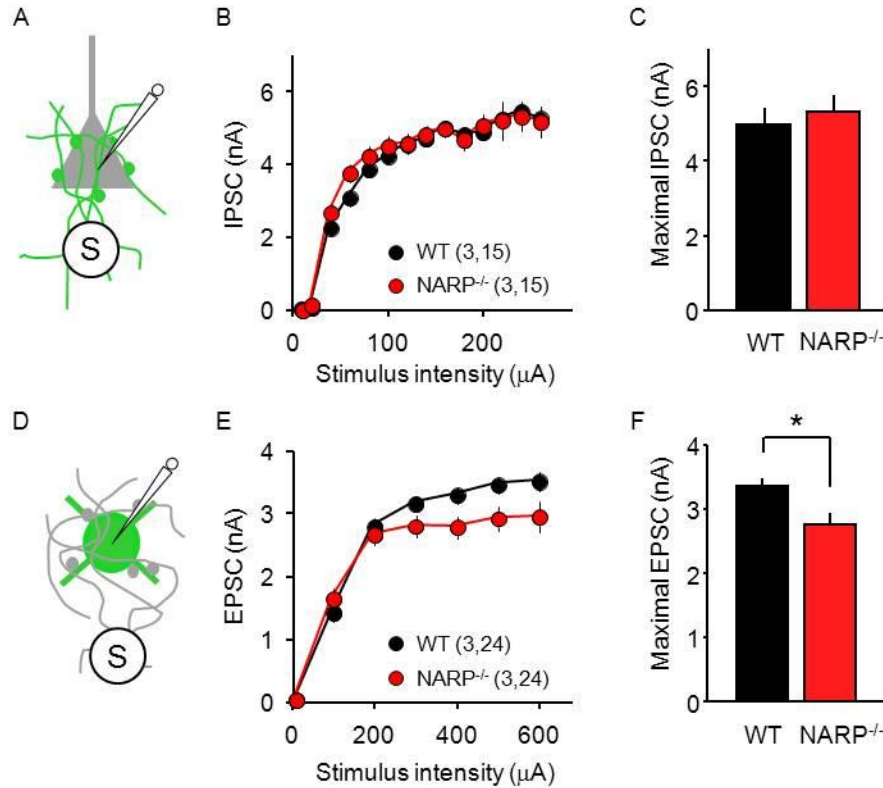 A
S
B
IPSC (nA)
6
4
2
0
WT (3,15)
NARP-/- (3,15)
0
100
200
Stimulus intensity (μA)
C
Maximal IPSC (nA)
6
4
2
0
WT
NARP-/-
D
S
E
EPSC (nA)
4
3
2
1
0
WT (3,24)
NARP-/- (3,24)
0
200
400
600
Stimulus intensity (μA)
F
Maximal EPSC (nA)
4
3
2
1
0
*
WT
NARP-/-